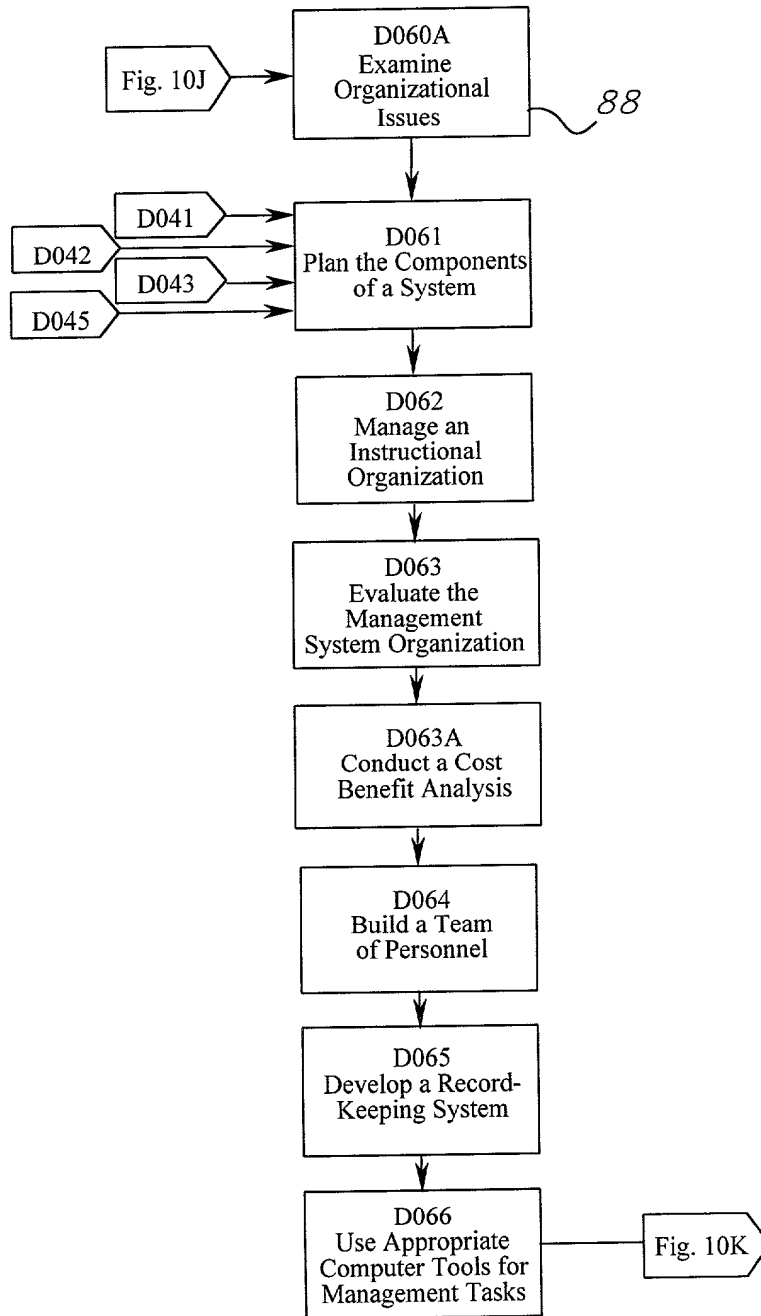 D060A
Examine
Organizational
Issues
Fig. 10J
88
D041
D042
D043
D045
D061
Plan the Components
of a System
D062
Manage an
Instructional
Organization
D063
Evaluate the
Management
System Organization
D063A
Conduct a Cost
Benefit Analysis
D064
Build a Team
of Personnel
D065
Develop a Record-
Keeping System
D066
Use Appropriate
Computer Tools for
Management Tasks
Fig. 10K